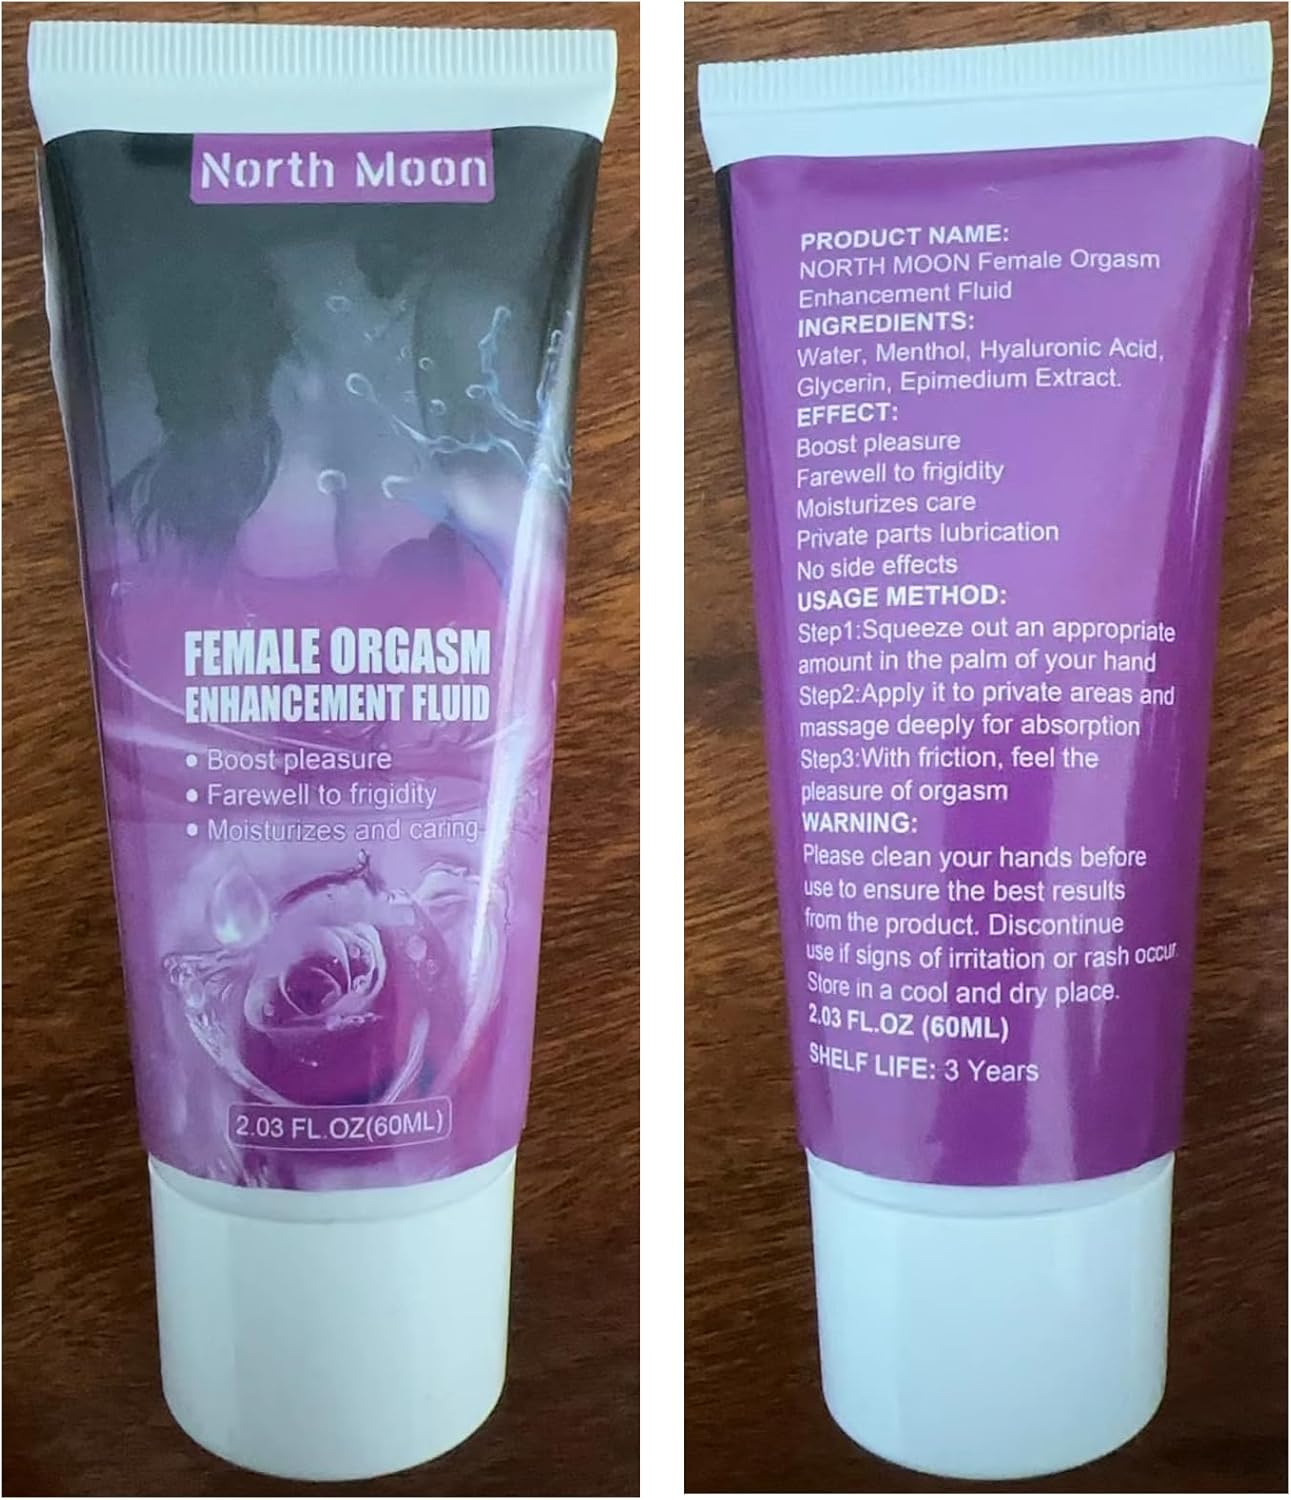 North Moon
FEMALE ORGASM
ENHANCEMENT FLUID
• Boost pleasure
• Farewell to frigidity
• Moisturizes and caring
2.03 FL.OZ(60ML)
PRODUCT NAME:
NORTH MOON Female Orgasm
Enhancement Fluid
INGREDIENTS:
Water, Menthol, Hyaluronic Acid,
Glycerin, Epimedium Extract.
EFFECT:
Boost pleasure
Farewell to frigidity
Moisturizes care
Private parts lubrication
No side effects
USAGE METHOD:
Step1:Squeeze out an appropriate
amount in the palm of your hand
Step2:Apply it to private areas and
massage deeply for absorption
Step3:With friction, feel the
pleasure of orgasm
WARNING:
Please clean your hands before
use to ensure the best results
from the product. Discontinue
use if signs of irritation or rash occur.
Store in a cool and dry place.
2.03 FL.OZ (60ML)
SHELF LIFE: 3 Years